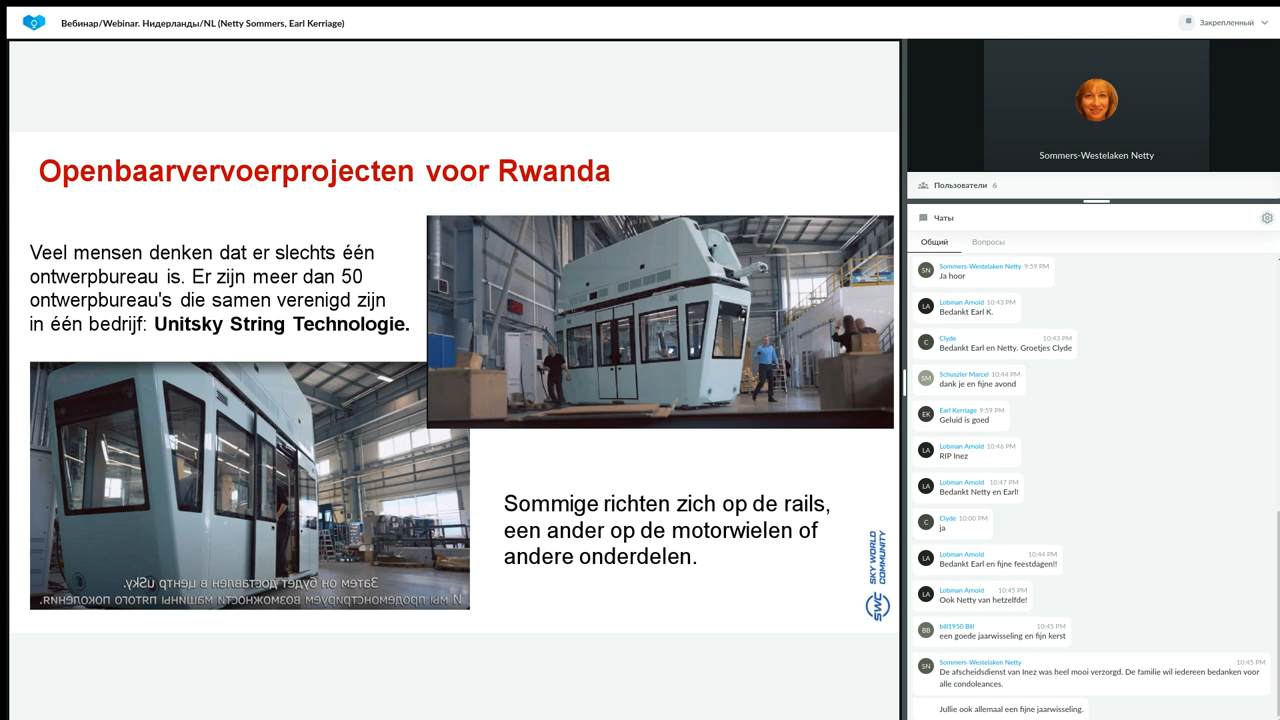 Вебинар/Webinar. Нидерланды/NL (Netty Sommers, Earl Kerriage)
Закрепленный
Openbaarvervoerprojecten voor Rwanda
Veel mensen denken dat er slechts één
ontwerpbureau is. Er zijn meer dan 50
ontwerpbureau's die samen verenigd zijn
in één bedrijf: Unitsky String Technologie.
Затем он будет доставлен в центр uSky,
И мы продемонстрируем возможности машины пятого поколения.
Sommige richten zich op de rails,
een ander op de motorwielen of
andere onderdelen.
SWC SKY WORLD
COMMUNITY
Sommers-Westelaken Netty
Пользователи 6
Чаты
Общий Вопросы
SN Sommers-Westelaken Netty 9:59 PM
Ja hoor
LA Lobman Arnold 10:43 PM
Bedankt Earl K.
C Clyde 10:43 PM
Bedankt Earl en Netty. Groetjes Clyde
SM Schuszler Marcel 10:44 PM
dank je en fijne avond
EK Earl Kerriage 9:59 PM
Geluid is goed
LA Lobman Arnold 10:46 PM
RIP Inez
LA Lobman Arnold 10:47 PM
Bedankt Netty en Earl!
C Clyde 10:00 PM
ja
LA Lobman Arnold 10:44 PM
Bedankt Earl en fijne feestdagen!!
LA Lobman Arnold 10:45 PM
Ook Netty van hetzelfde!
BB bill1950 Bill 10:45 PM
een goede jaarwisseling en fijn kerst
SN Sommers-Westelaken Netty 10:45 PM
De afscheidsdienst van Inez was heel mooi verzorgd. De familie wil iedereen bedanken voor
alle condoleances.
Jullie ook allemaal een fijne jaarwisseling.